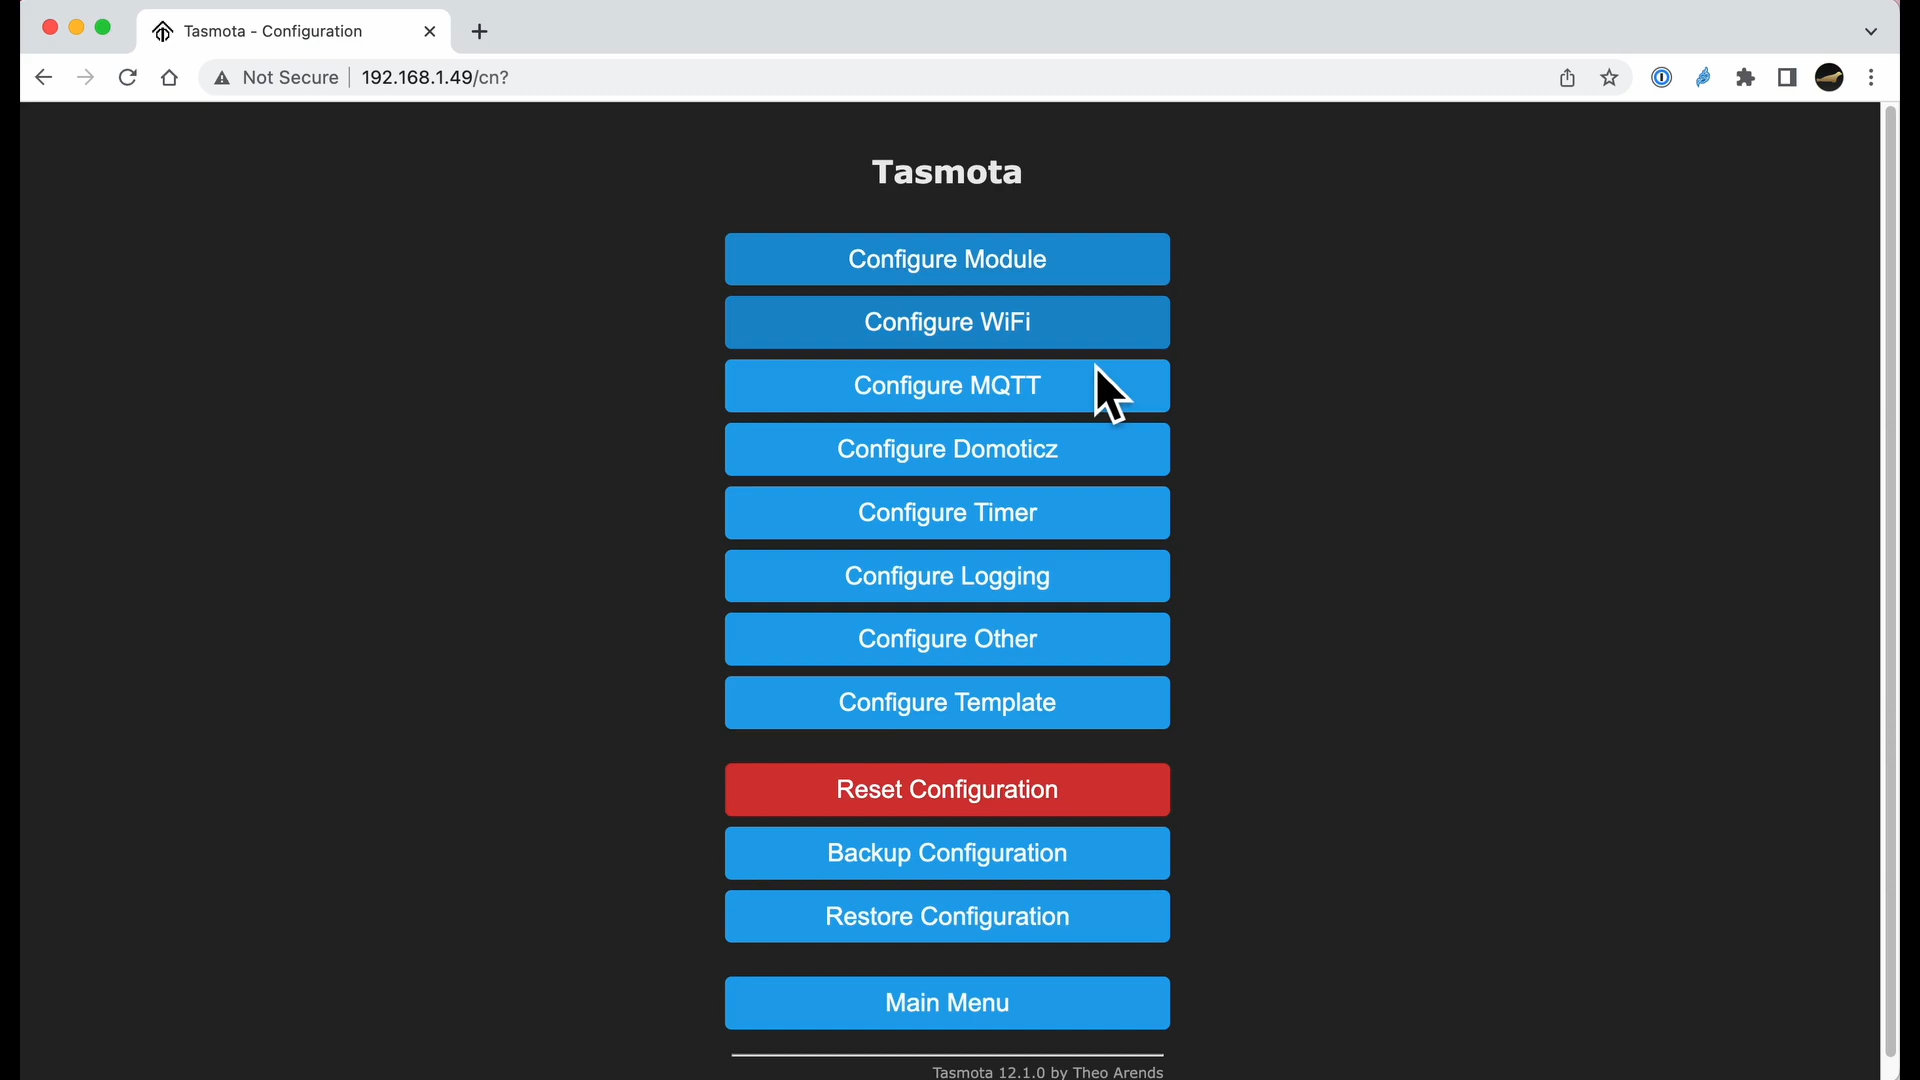 Tasmota - Configuration
Not Secure
192.168.1.49/cn?
Tasmota
Configure Module
Configure WiFi
Configure MQTT
Configure Domoticz
Configure Timer
Configure Logging
Configure Other
Configure Template
Reset Configuration
Backup Configuration
Restore Configuration
Main Menu
Tasmota 12.1.0 by Theo Arends